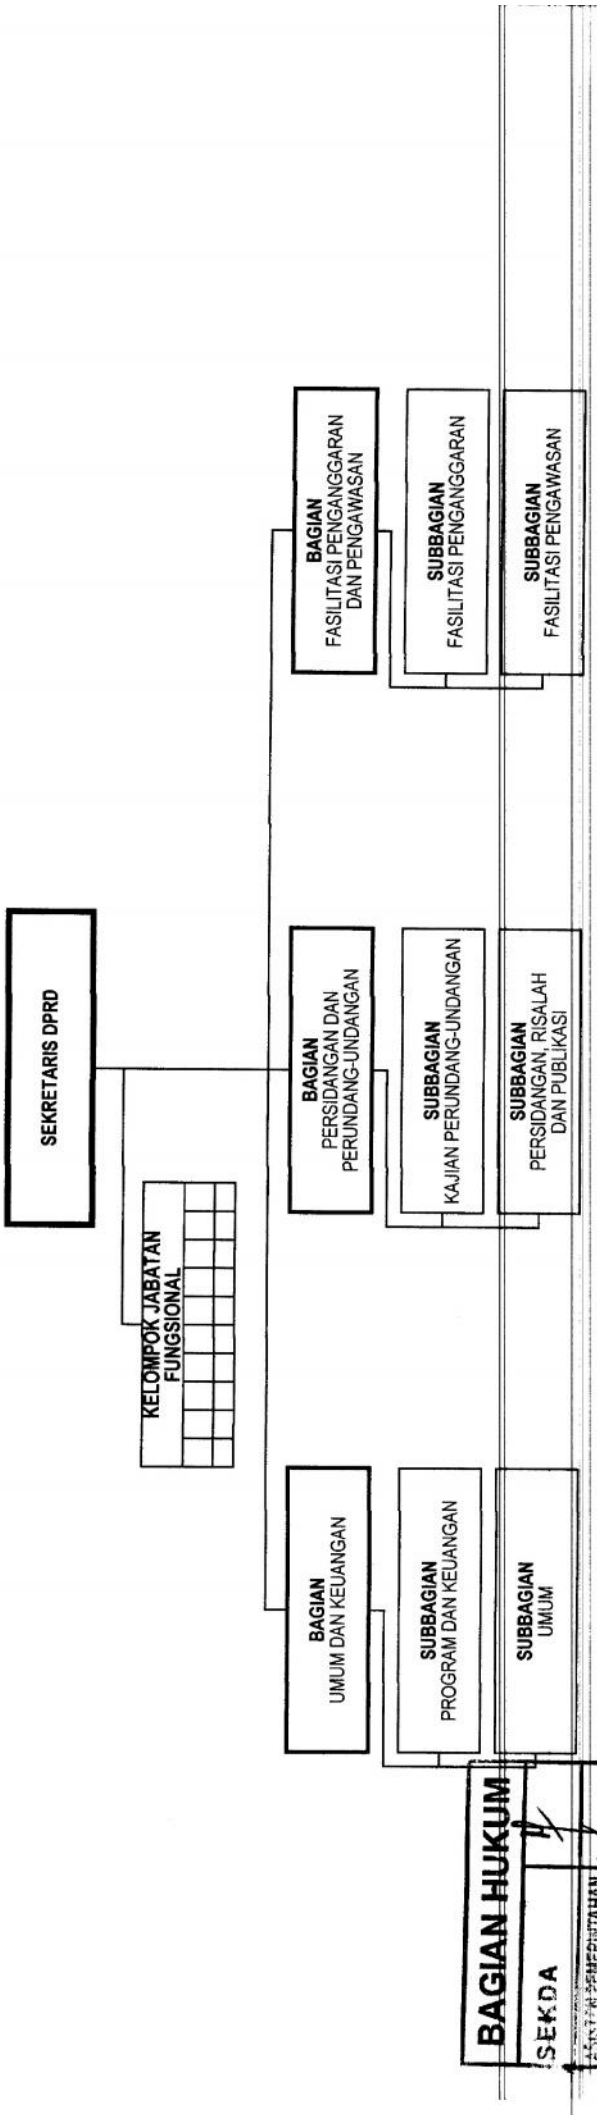 SEKRETARIS DPRD
KELOMPOK JABATAN
FUNGSIONAL
BAGIAN
UMUM DAN KEUANGAN
BAGIAN
PERSIDANGAN DAN
PERUNDANG-UNDANGAN
BAGIAN
FASILITASI PENGANGGARAN
DAN PENGAWASAN
SUBBAGIAN
PROGRAM DAN KEUANGAN
SUBBAGIAN
KAJIAN PERUNDANG-UNDANGAN
SUBBAGIAN
FASILITASI PENGANGGARAN
SUBBAGIAN
UMUM
SUBBAGIAN
PERSIDANGAN, RISALAH
DAN PUBLIKASI
SUBBAGIAN
FASILITASI PENGAWASAN
BAGIAN HUKUM
SEKDA
PEMERINTAHAN